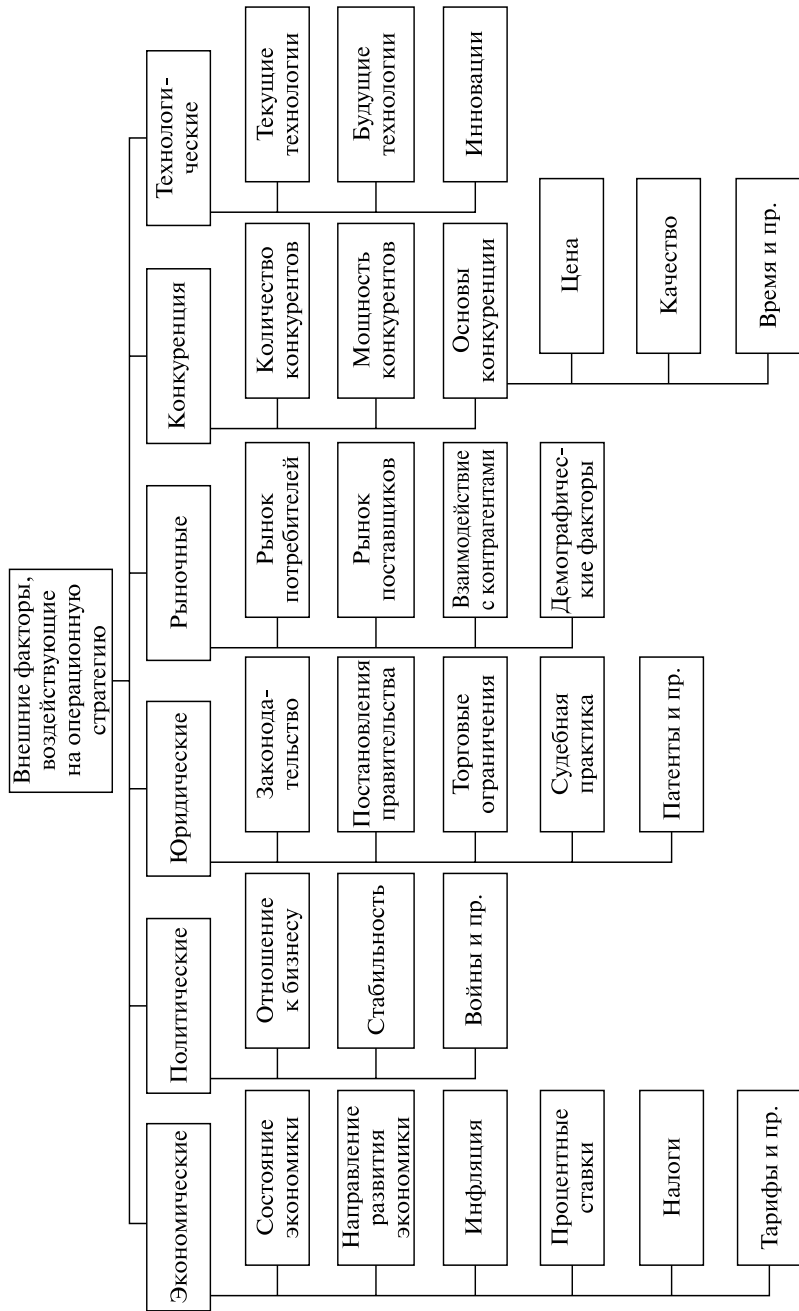 Внешние факторы,
воздействующие
на операционную
стратегию
Экономические
Состояние
экономики
Направление
развития
экономики
Инфляция
Процентные
ставки
Налоги
Тарифы и пр.
Политические
Отношение
к бизнесу
Стабильность
Войны и пр.
Юридические
Законода-
тельство
Постановления
правительства
Торговые
ограничения
Судебная
практика
Патенты и пр.
Рыночные
Рынок
потребителей
Рынок
поставщиков
Взаимодействие
с контрагентами
Демографичес-
кие факторы
Конкуренция
Количество
конкурентов
Мощность
конкурентов
Основы
конкуренции
Цена
Качество
Время и пр.
Технологи-
ческие
Текущие
технологии
Будущие
технологии
Инновации